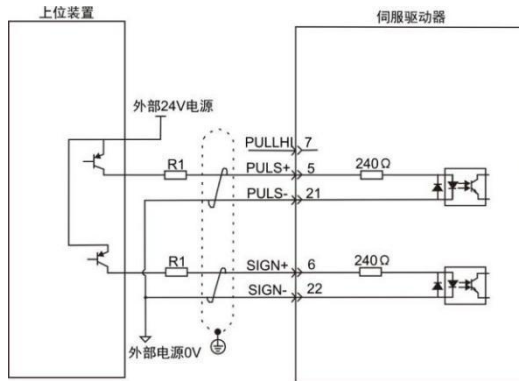 上位装置
伺服驱动器
外部24V电源
PULLHI 7
R1 PULS+ 5 240Ω
PULS- 21
R1 SIGN+ 6 240Ω
SIGN- 22
外部电源0V